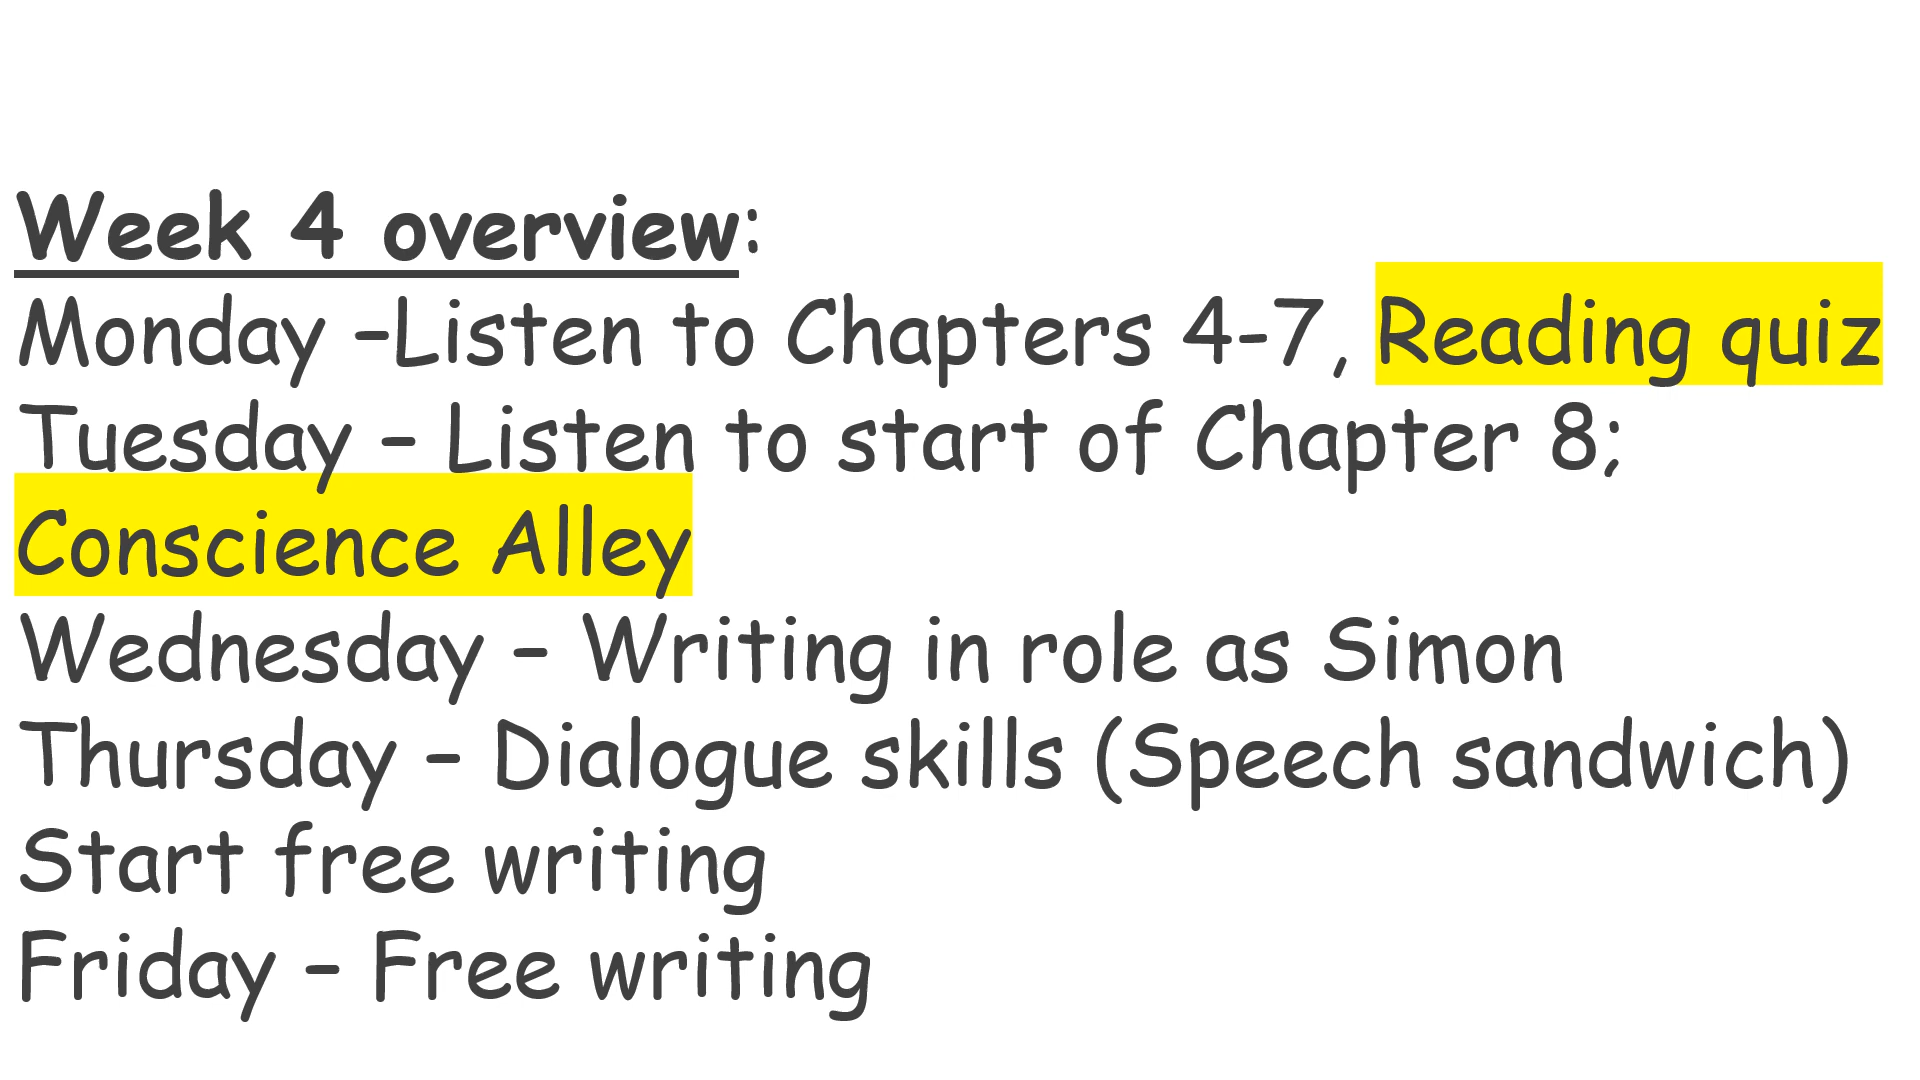 Week 4 overview:
Monday –Listen to Chapters 4-7, Reading quiz
Tuesday – Listen to start of Chapter 8;
Conscience Alley
Wednesday – Writing in role as Simon
Thursday – Dialogue skills (Speech sandwich)
Start free writing
Friday – Free writing